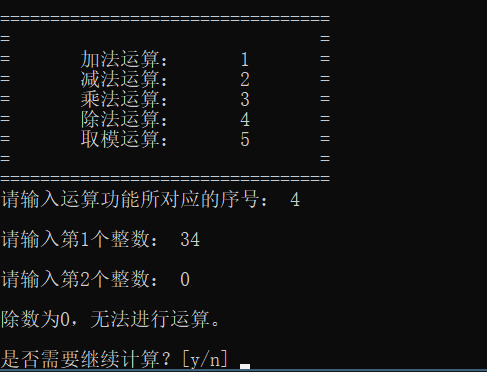 =================================
=                               =
=       加法运算:       1       =
=       减法运算:       2       =
=       乘法运算:       3       =
=       除法运算:       4       =
=       取模运算:       5       =
=                               =
=================================
请输入运算功能所对应的序号: 4
请输入第1个整数: 34
请输入第2个整数: 0
除数为0，无法进行运算。
是否需要继续计算？[y/n]